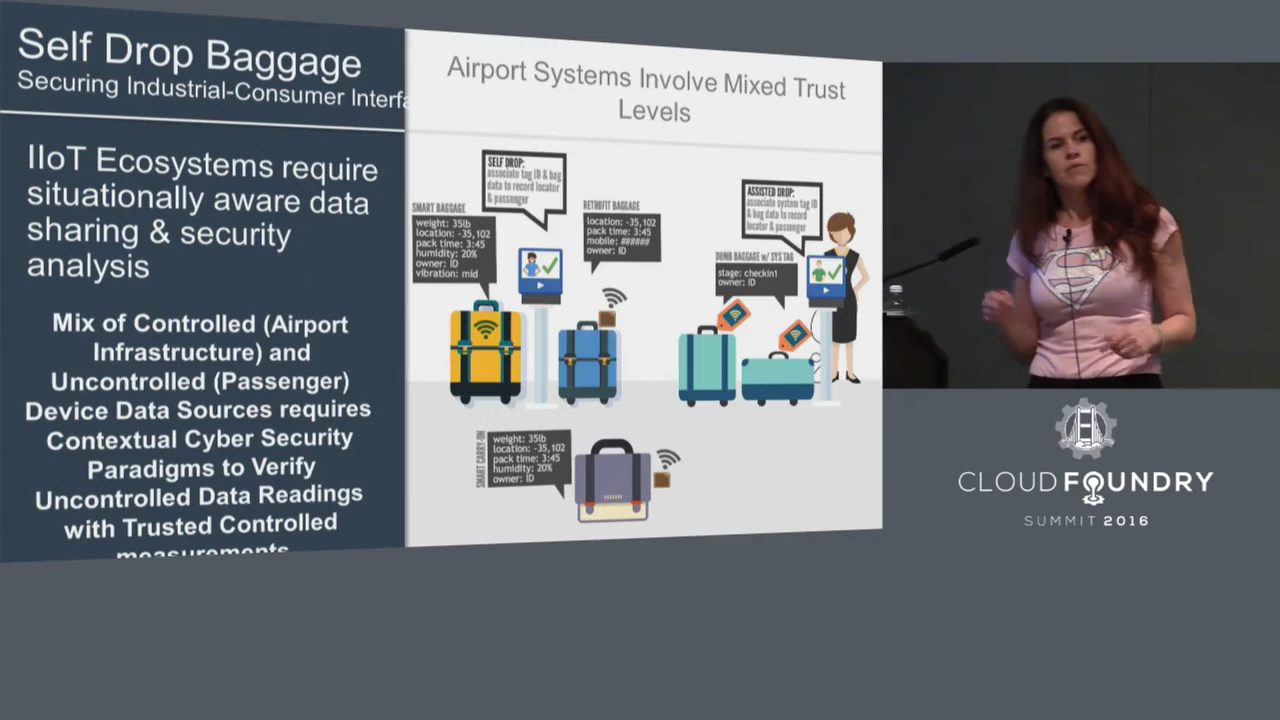 Self Drop Baggage
Securing Industrial-Consumer Interfa
IIoT Ecosystems require
situationally aware data
sharing & security
analysis
Mix of Controlled (Airport
Infrastructure) and
Uncontrolled (Passenger)
Device Data Sources requires
Contextual Cyber Security
Paradigms to Verify
Uncontrolled Data Readings
with Trusted Controlled
measurements
Airport Systems Involve Mixed Trust
Levels
SELF DROP:
associate tag ID & bag
data to record locator
& passenger
SMART BAGGAGE
weight: 35lb
location: -35,102
pack time: 3:45
humidity: 20%
owner: ID
vibration: mid
RETROFIT BAGGAGE
location: -35,102
pack time: 3:45
mobile: ######
owner: ID
ASSISTED DROP:
associate system tag ID
& bag data to record
locator & passenger
DUMB BAGGAGE w/ SYS TAG
stage: checkin1
owner: ID
SMART CARRY-ON
weight: 35lb
location: -35,102
pack time: 3:45
humidity: 20%
owner: ID
CLOUD FOUNDRY
SUMMIT 2016